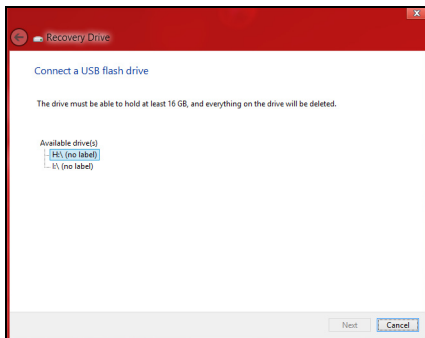 Recovery Drive
Connect a USB flash drive
The drive must be able to hold at least 16 GB, and everything on the drive will be deleted.
Available drive(s)
H:\ (no label)
I:\ (no label)
Next
Cancel